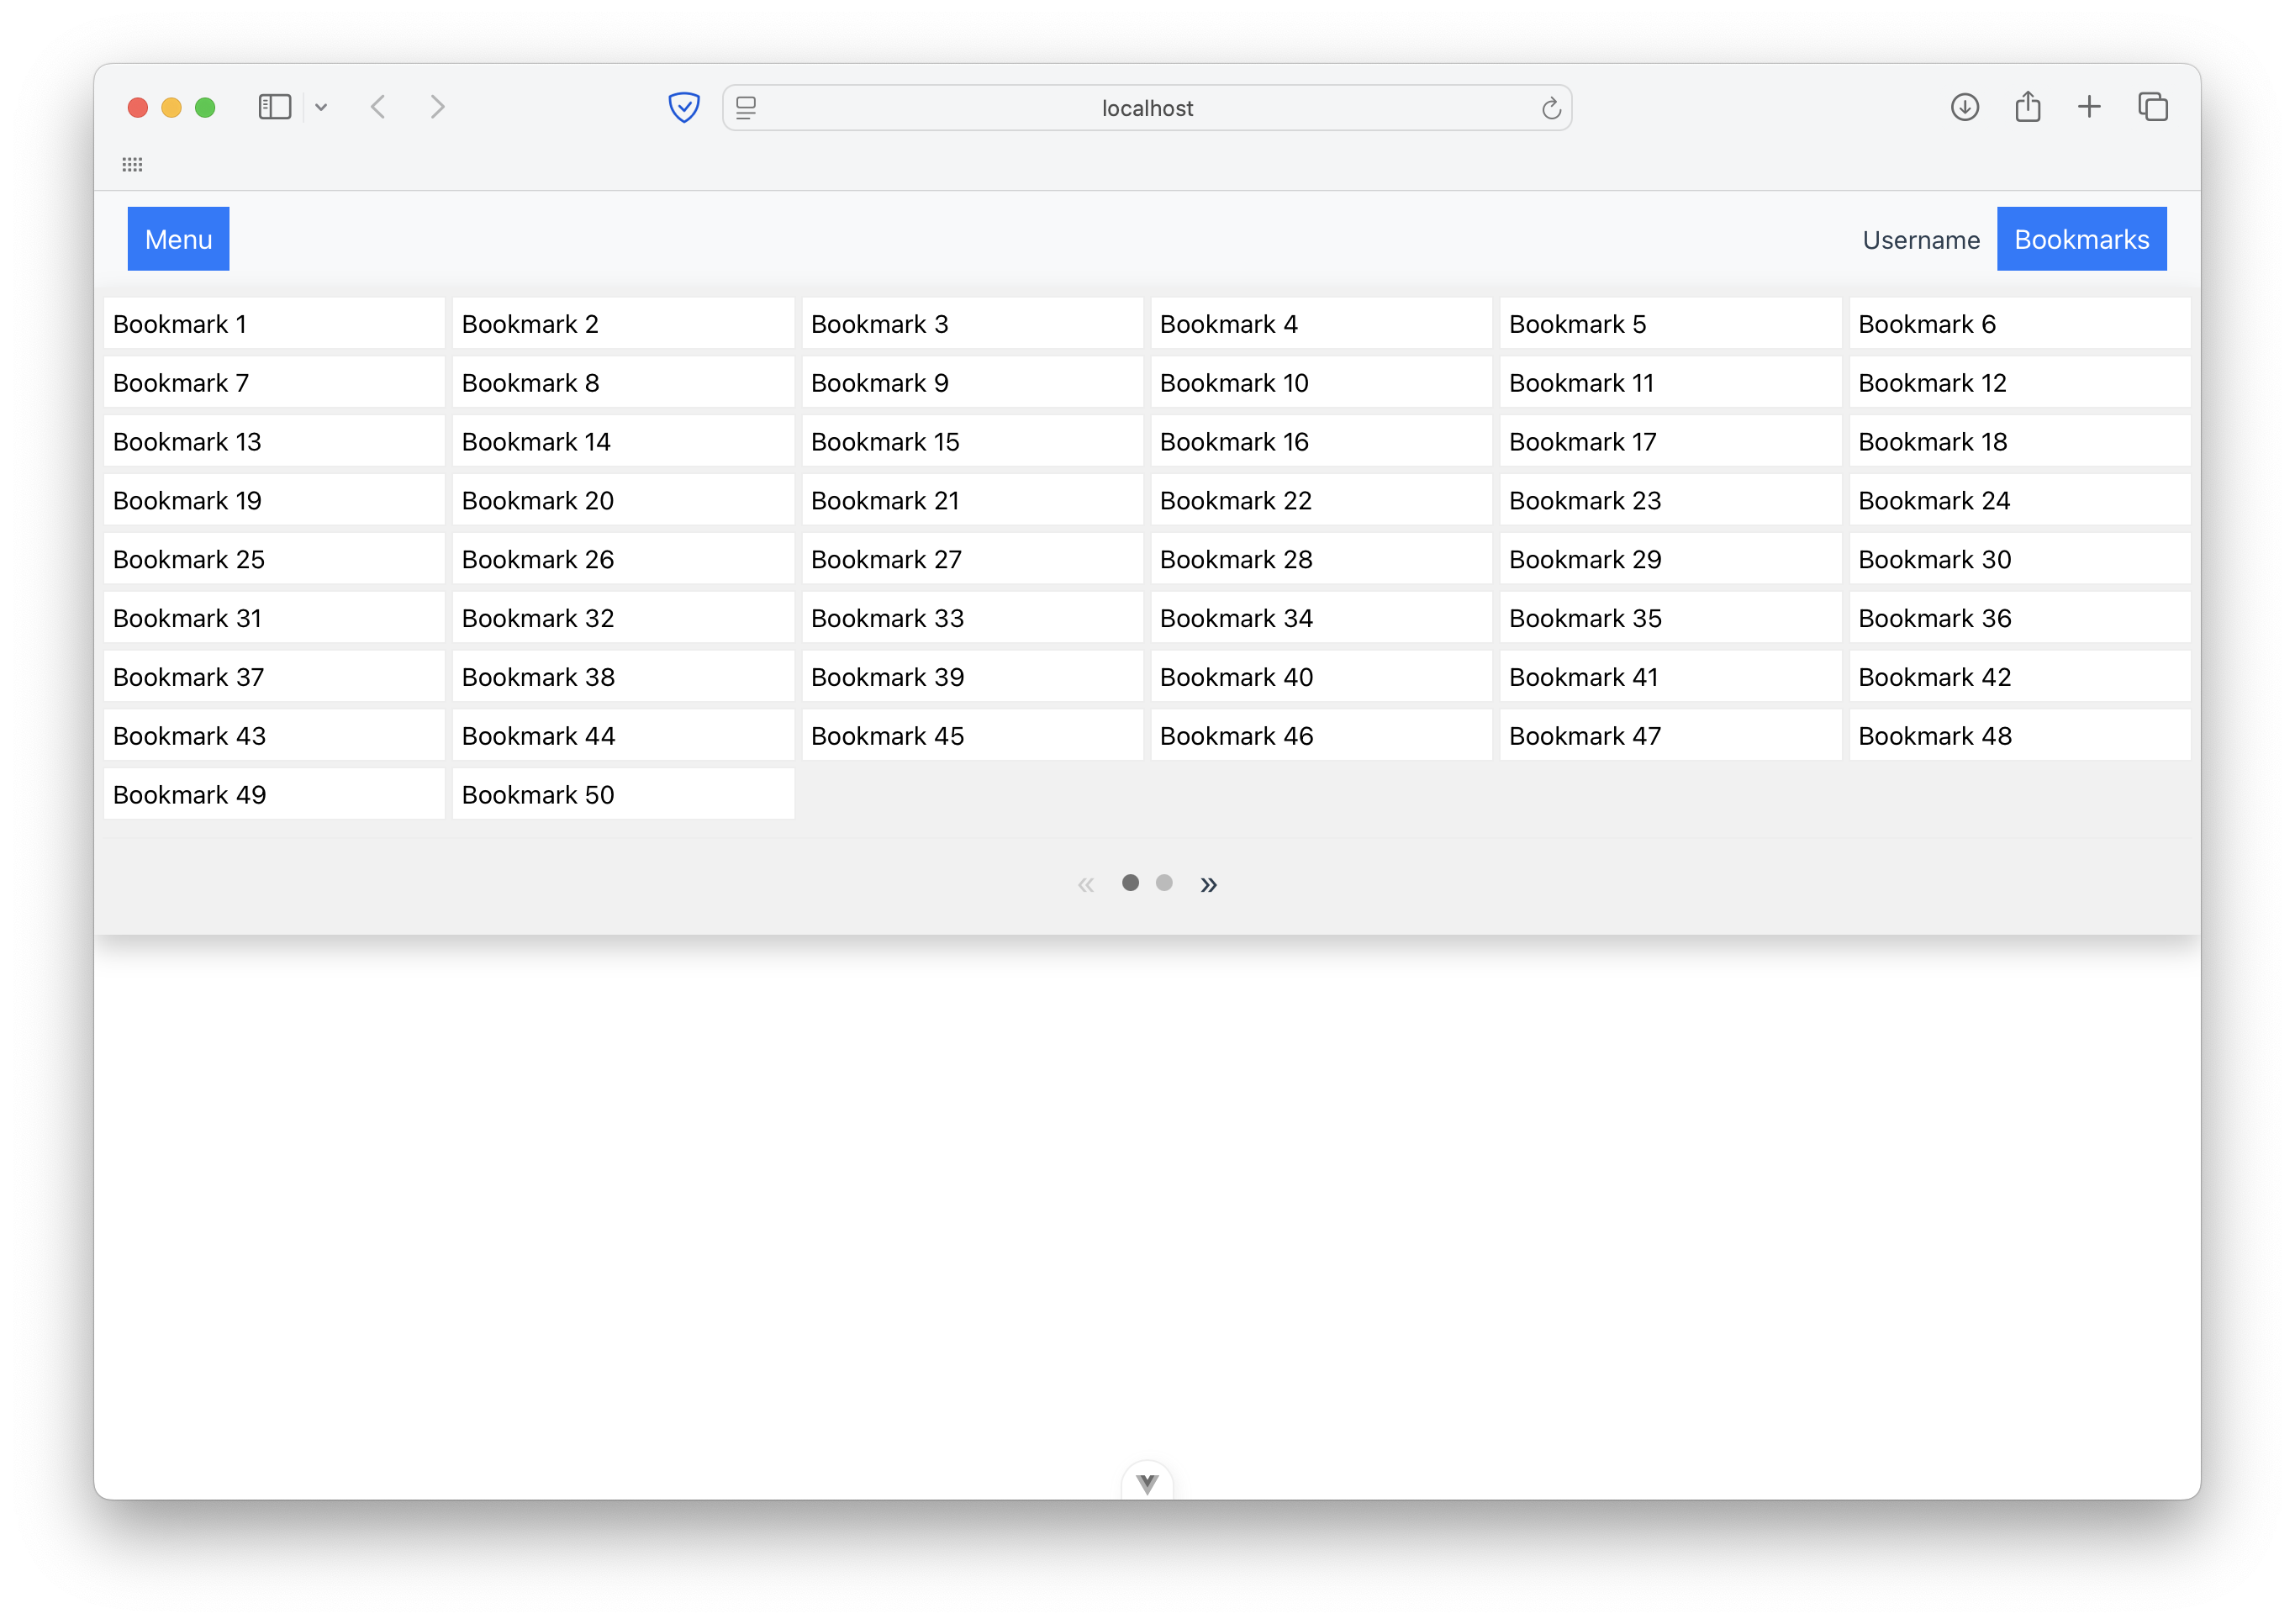 localhost
Menu Username Bookmarks
Bookmark 1 Bookmark 2 Bookmark 3 Bookmark 4 Bookmark 5 Bookmark 6
Bookmark 7 Bookmark 8 Bookmark 9 Bookmark 10 Bookmark 11 Bookmark 12
Bookmark 13 Bookmark 14 Bookmark 15 Bookmark 16 Bookmark 17 Bookmark 18
Bookmark 19 Bookmark 20 Bookmark 21 Bookmark 22 Bookmark 23 Bookmark 24
Bookmark 25 Bookmark 26 Bookmark 27 Bookmark 28 Bookmark 29 Bookmark 30
Bookmark 31 Bookmark 32 Bookmark 33 Bookmark 34 Bookmark 35 Bookmark 36
Bookmark 37 Bookmark 38 Bookmark 39 Bookmark 40 Bookmark 41 Bookmark 42
Bookmark 43 Bookmark 44 Bookmark 45 Bookmark 46 Bookmark 47 Bookmark 48
Bookmark 49 Bookmark 50
« »